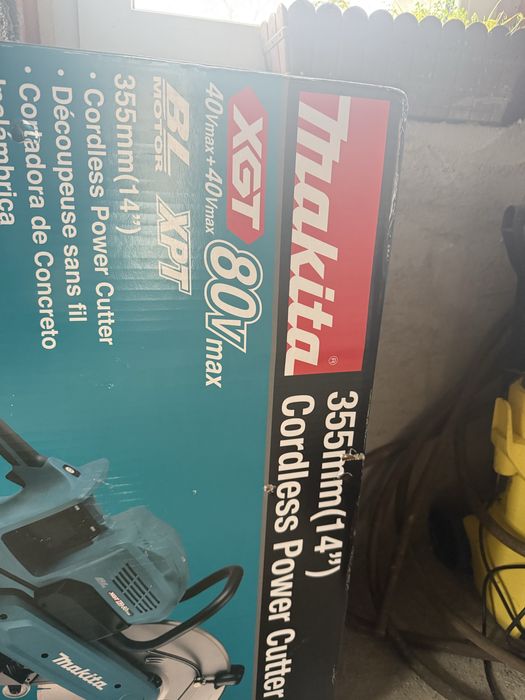 makita®
355mm(14")
Cordless Power Cutter
XGT 80Vmax
40Vmax+40Vmax
BL
MOTOR
XPT
355mm(14")
• Cordless Power Cutter
• Découpeuse sans fil
• Cortadora de Concreto
Inalámbrica
makita